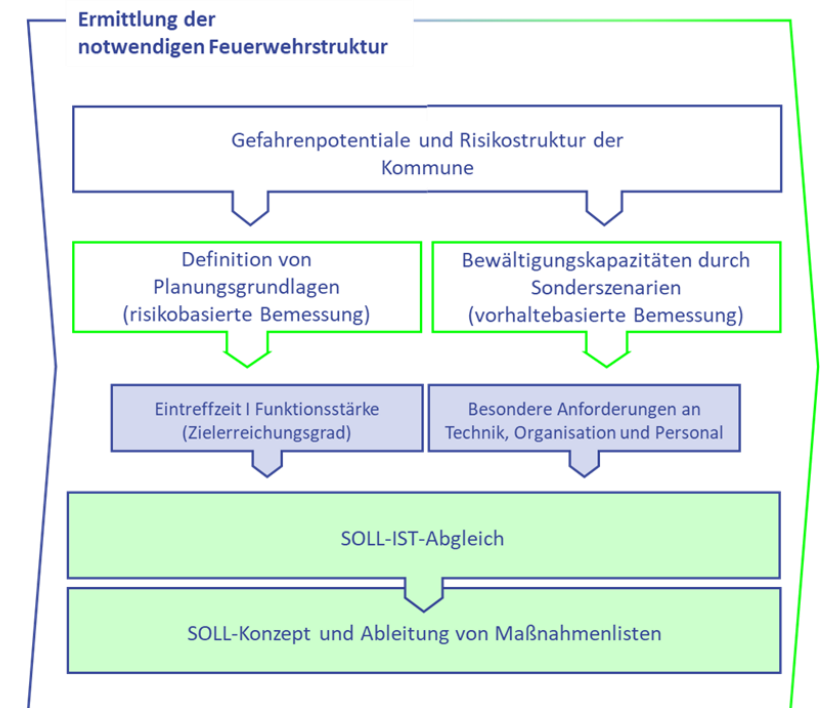 Ermittlung der
notwendigen Feuerwehrstruktur
Gefahrenpotentiale und Risikostruktur der
Kommune
Definition von
Planungsgrundlagen
(risikobasierte Bemessung)
Bewältigungskapazitäten durch
Sonderszenarien
(vorhaltebasierte Bemessung)
Eintreffzeit I Funktionsstärke
(Zielerreichungsgrad)
Besondere Anforderungen an
Technik, Organisation und Personal
SOLL-IST-Abgleich
SOLL-Konzept und Ableitung von Maßnahmenlisten